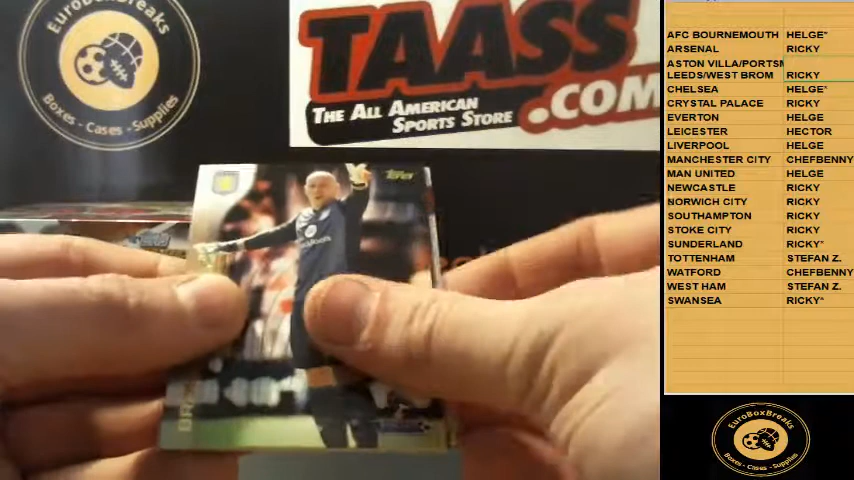 EuroBoxBreaks
Boxes - Cases - Supplies
TAASS
.COM
THE ALL AMERICAN
SPORTS STORE
Topps
AFC BOURNEMOUTH HELGE*
ARSENAL RICKY
ASTON VILLA/PORTSM
LEEDS/WEST BROM RICKY
CHELSEA HELGE*
CRYSTAL PALACE RICKY
EVERTON HELGE
LEICESTER HECTOR
LIVERPOOL HELGE
MANCHESTER CITY CHEFBENNY
MAN UNITED HELGE
NEWCASTLE RICKY
NORWICH CITY RICKY
SOUTHAMPTON RICKY
STOKE CITY RICKY
SUNDERLAND RICKY*
TOTTENHAM STEFAN Z.
WATFORD CHEFBENNY
WEST HAM STEFAN Z.
SWANSEA RICKY*
EuroBoxBreaks
Boxes - Cases - Supplies